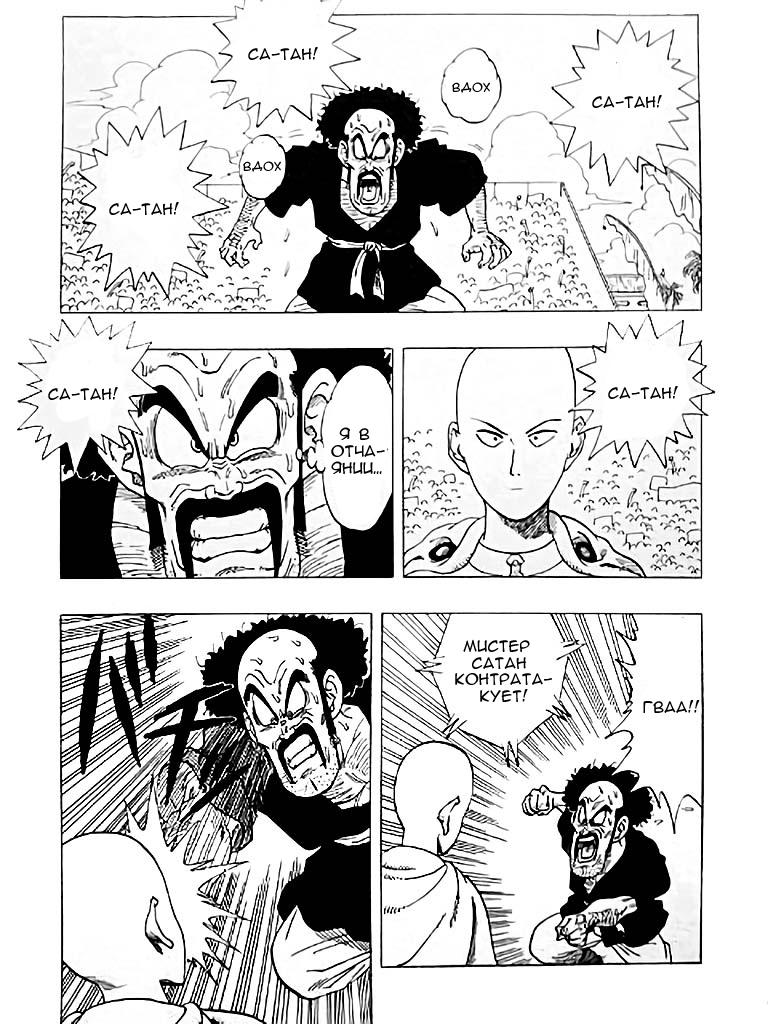 СА-ТАН!
ВДОХ
СА-ТАН!
ВДОХ
СА-ТАН!
СА-ТАН!
Я В
ОТЧА-
ЯНИИ...
СА-ТАН!
МИСТЕР
САТАН
КОНТРАТА-
КУЕТ!
ГВАА!!